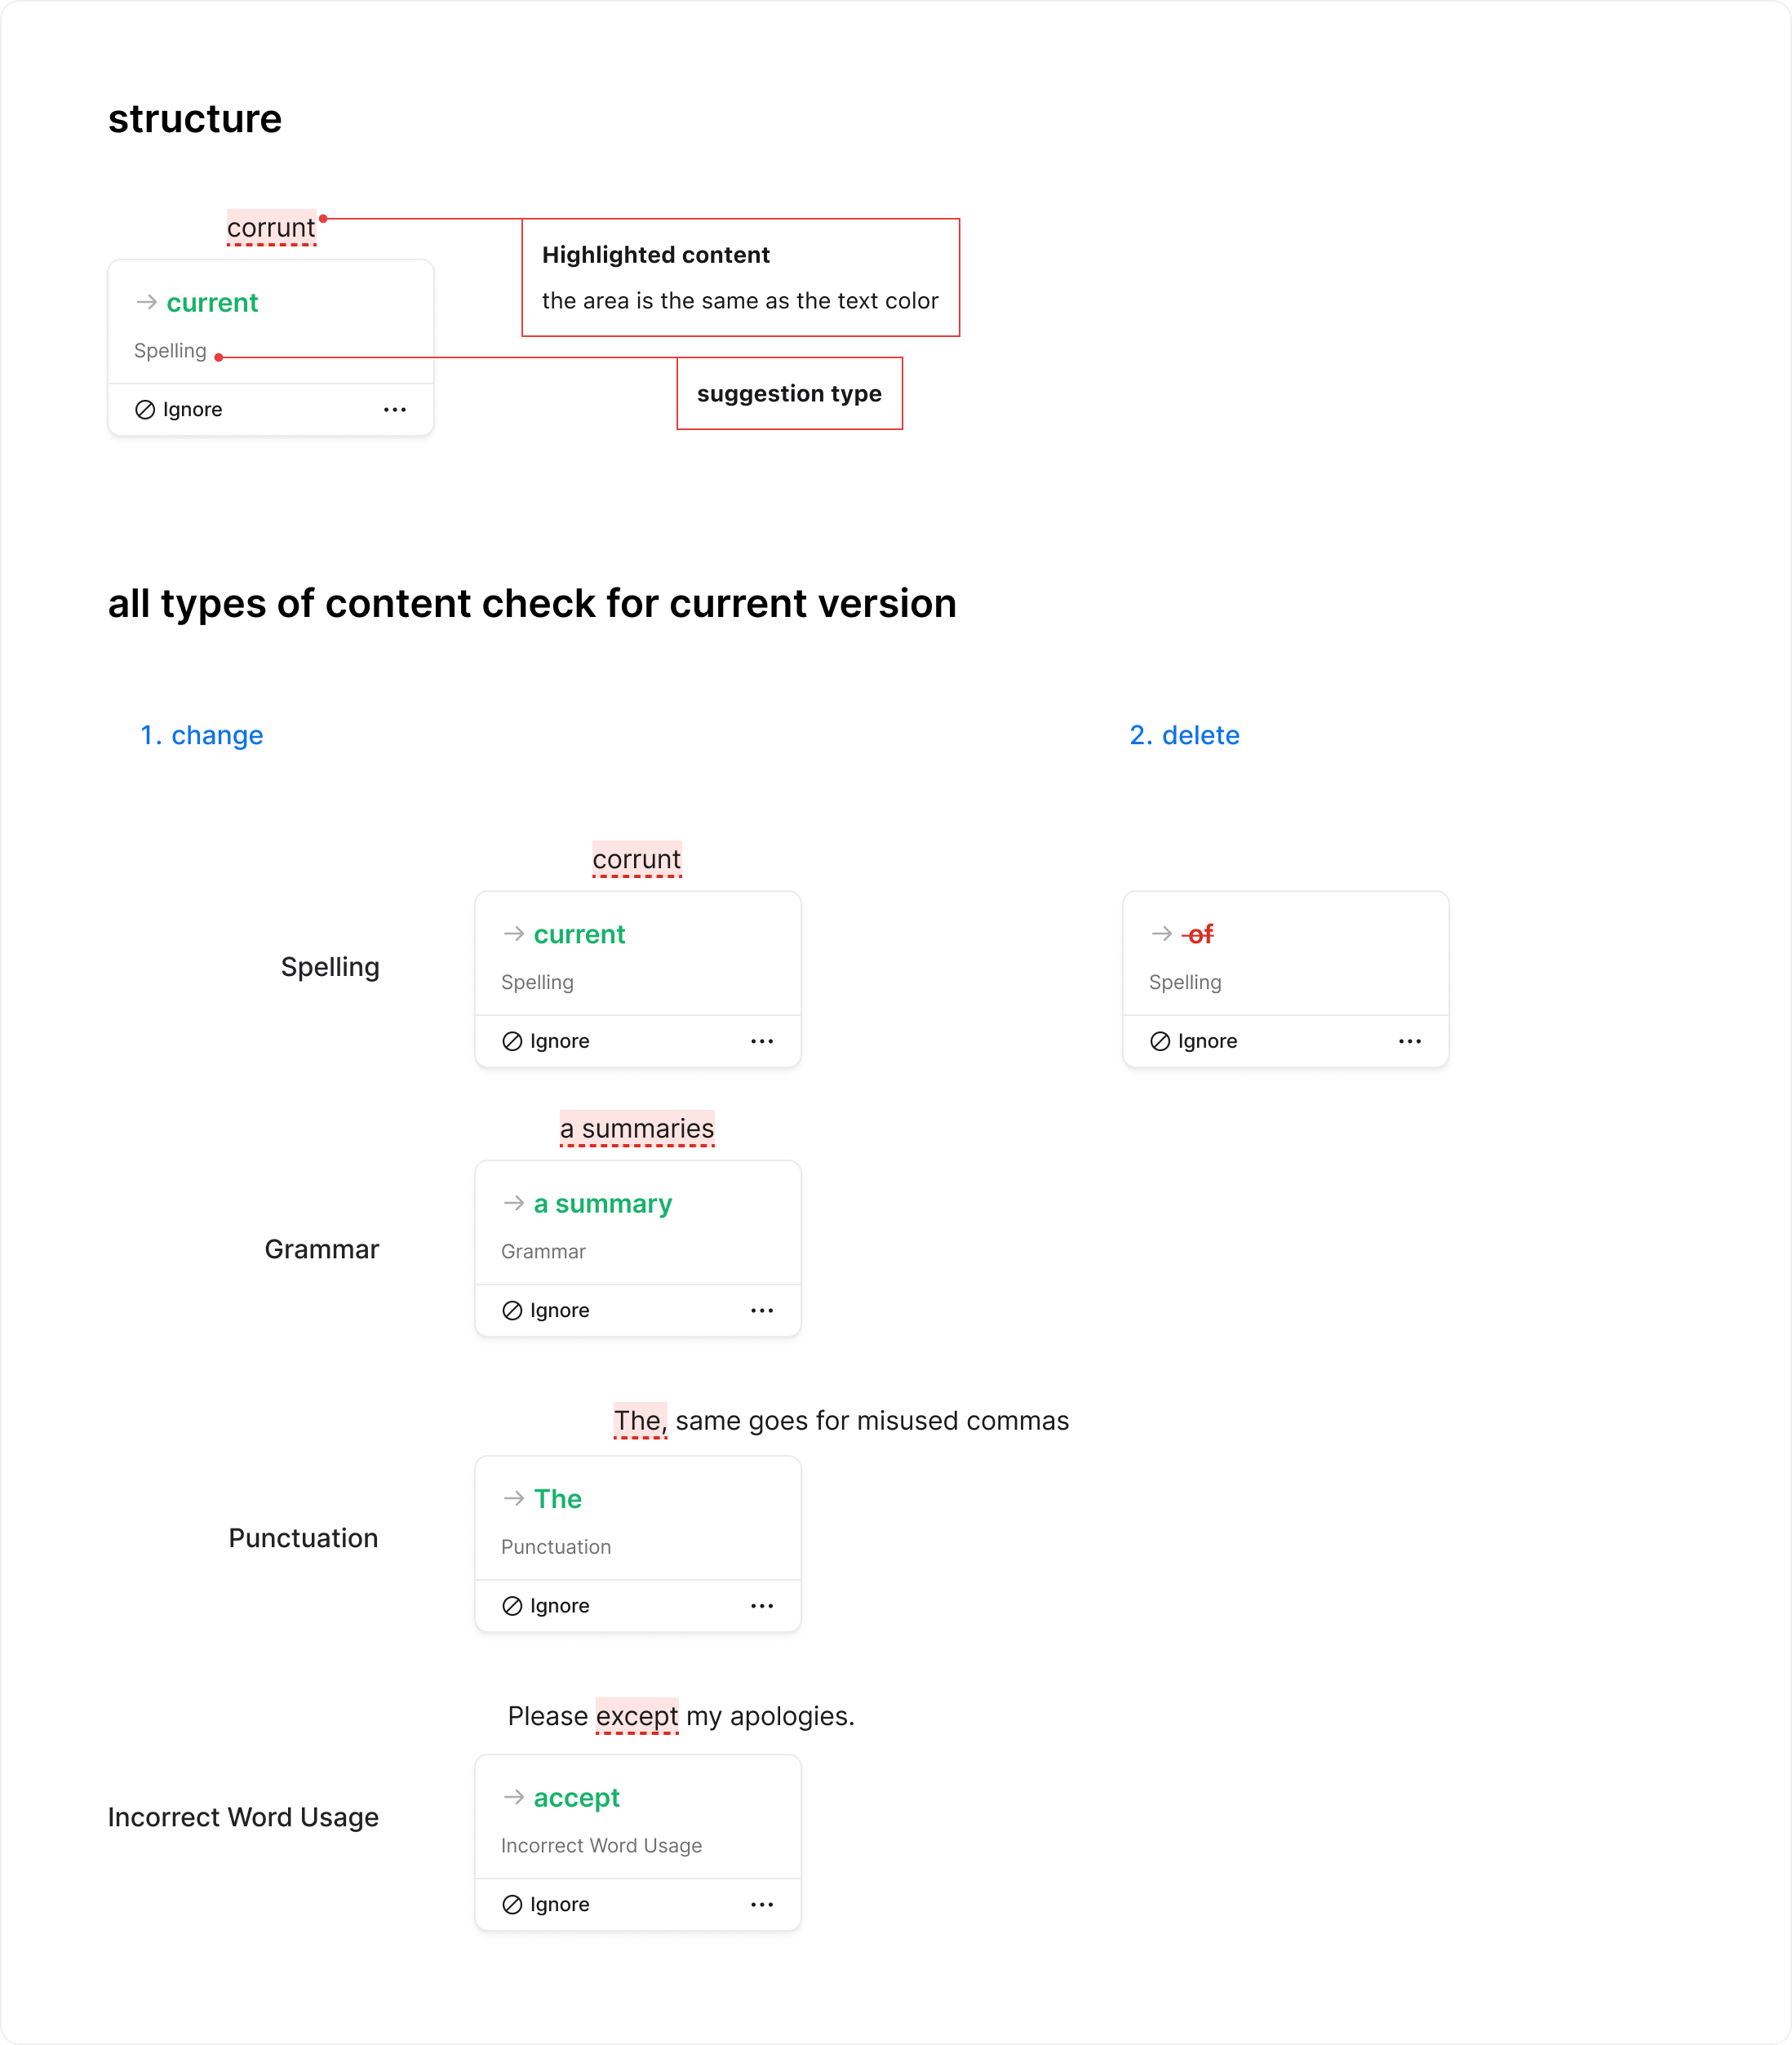 structure
corrunt
→ current
Spelling
Ignore
Highlighted content
the area is the same as the text color
suggestion type
all types of content check for current version
1. change
2. delete
Spelling
corrunt
→ current
Spelling
Ignore
→ of
Spelling
Ignore
Grammar
a summaries
→ a summary
Grammar
Ignore
Punctuation
The, same goes for misused commas
→ The
Punctuation
Ignore
Incorrect Word Usage
Please except my apologies.
→ accept
Incorrect Word Usage
Ignore